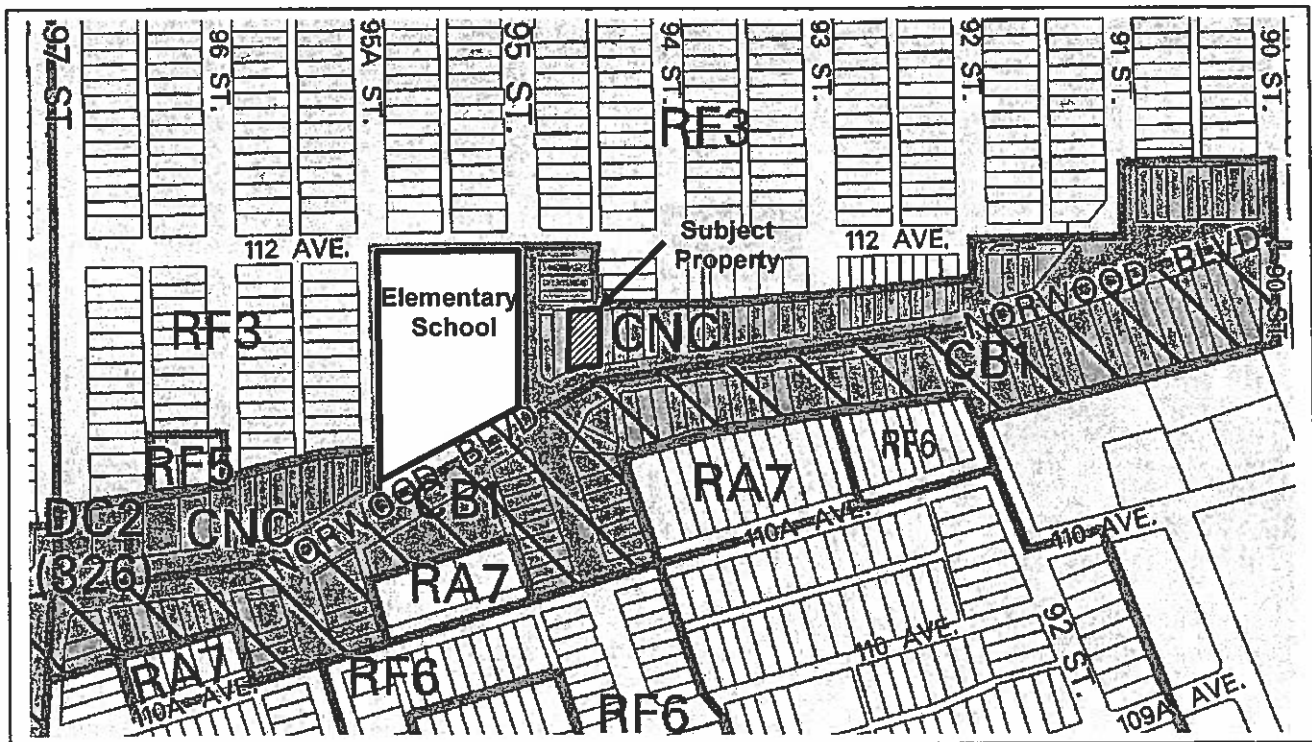 97 ST
96 ST.
95A ST.
95 ST.
94 ST.
93 ST.
92 ST.
91 ST.
90 ST.
RF3
112 AVE.
Subject
Property
112 AVE.
Elementary
School
RF3
CNC
NORWOOD BLVD
90 ST
CB1
RF5
NORWOOD BLVD
CB1
RA7
RF6
DC2
(326)
CNC
110A AVE.
110 AVE.
RA7
RA7
110A AVE.
RF6
110 AVE.
92 ST.
RF6
109A AVE.